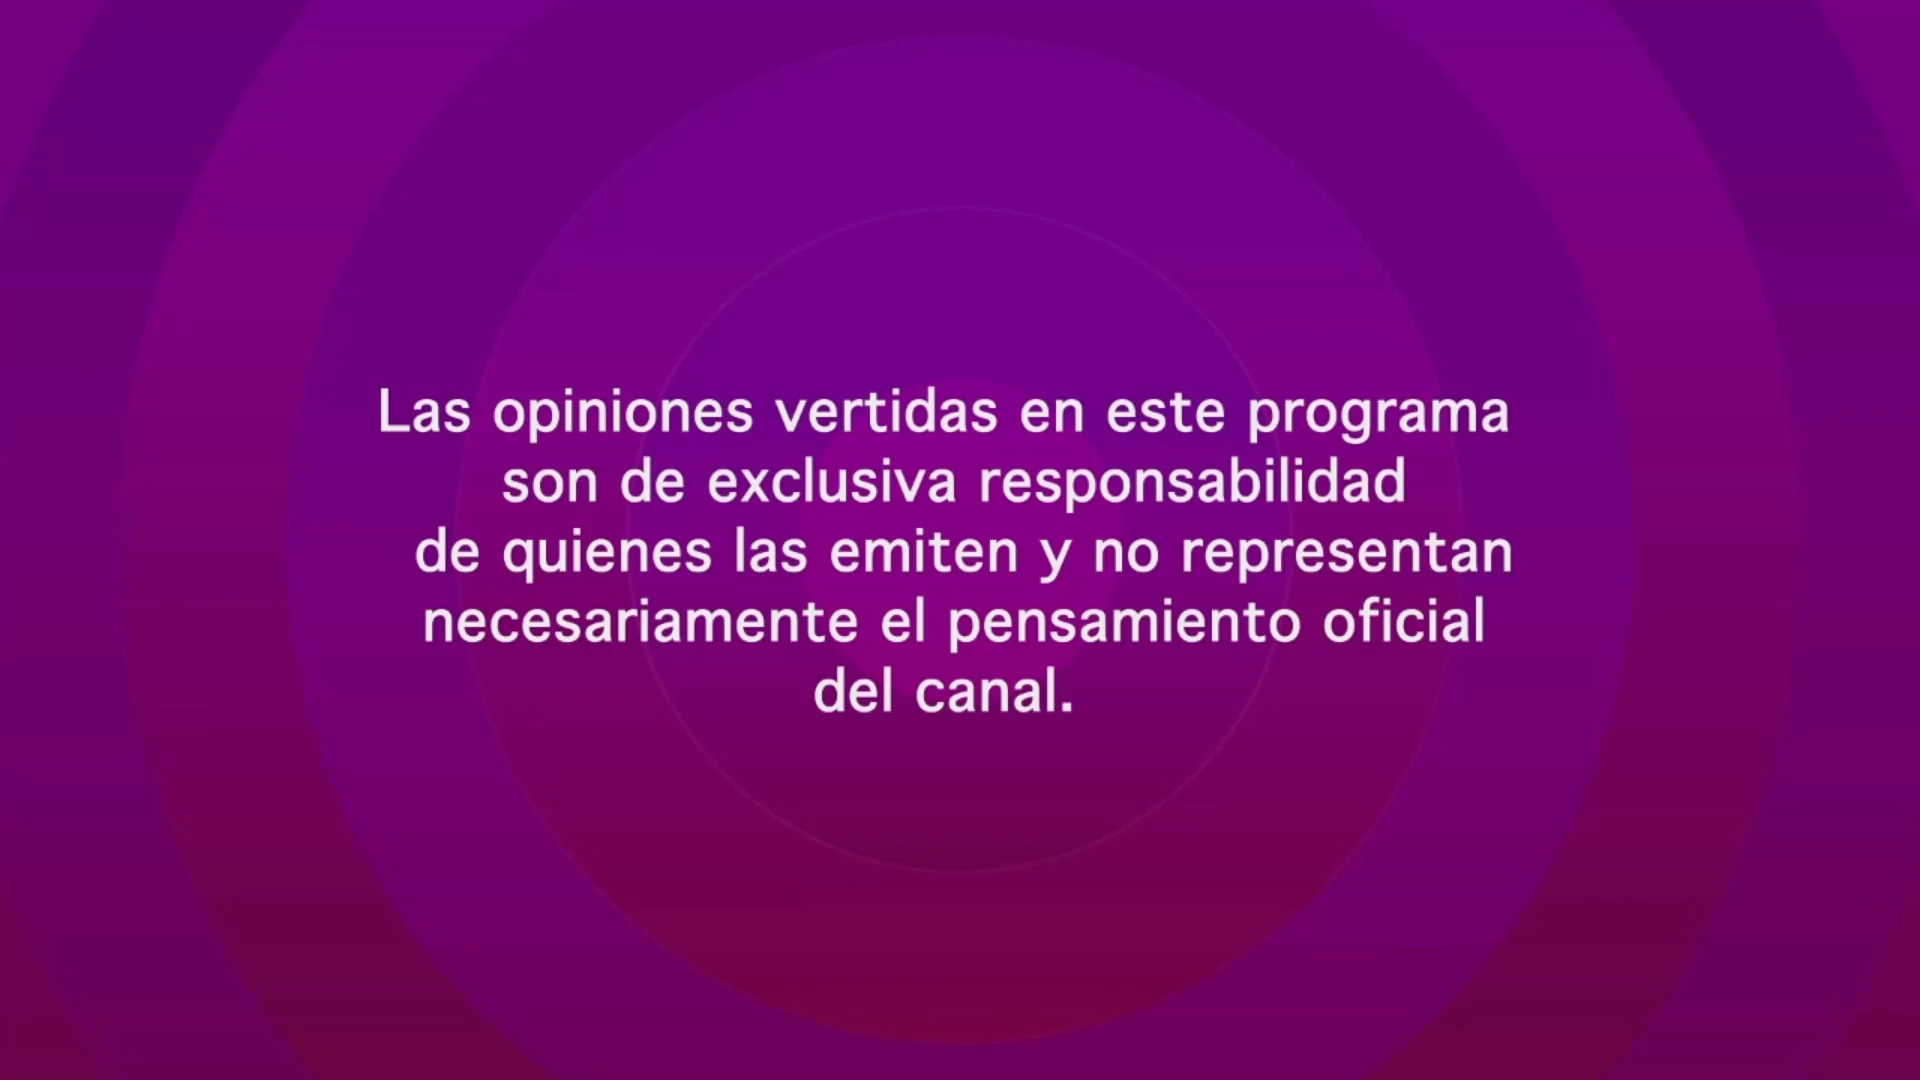 Las opiniones vertidas en este programa
son de exclusiva responsabilidad
de quienes las emiten y no representan
necesariamente el pensamiento oficial
del canal.